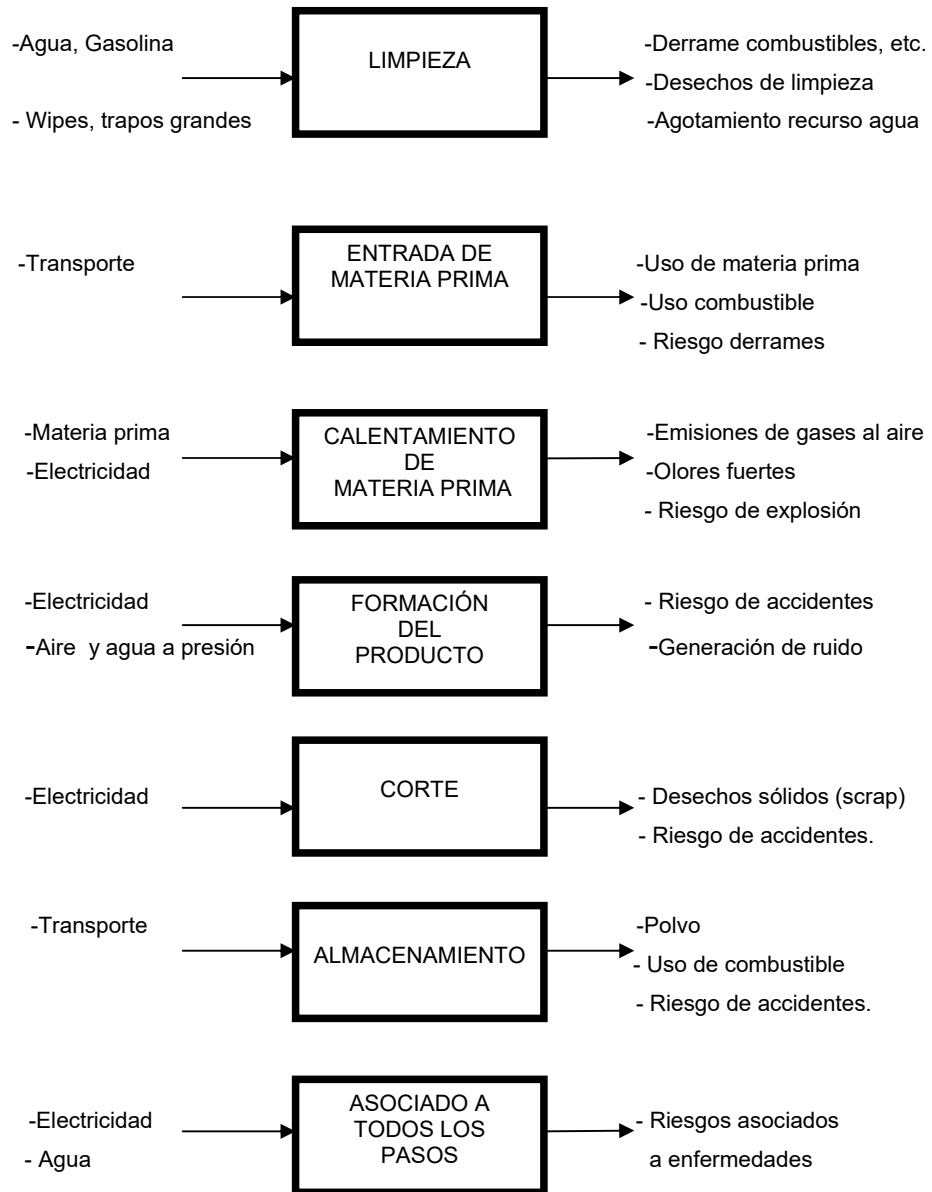 -Agua, Gasolina
- Wipes, trapos grandes
LIMPIEZA
-Derrame combustibles, etc.
-Desechos de limpieza
-Agotamiento recurso agua
-Transporte
ENTRADA DE
MATERIA PRIMA
-Uso de materia prima
-Uso combustible
- Riesgo derrames
-Materia prima
-Electricidad
CALENTAMIENTO
DE
MATERIA PRIMA
-Emisiones de gases al aire
-Olores fuertes
- Riesgo de explosión
-Electricidad
-Aire y agua a presión
FORMACIÓN
DEL
PRODUCTO
- Riesgo de accidentes
-Generación de ruido
-Electricidad
CORTE
- Desechos sólidos (scrap)
- Riesgo de accidentes.
-Transporte
ALMACENAMIENTO
-Polvo
- Uso de combustible
- Riesgo de accidentes.
-Electricidad
- Agua
ASOCIADO A
TODOS LOS
PASOS
- Riesgos asociados
a enfermedades